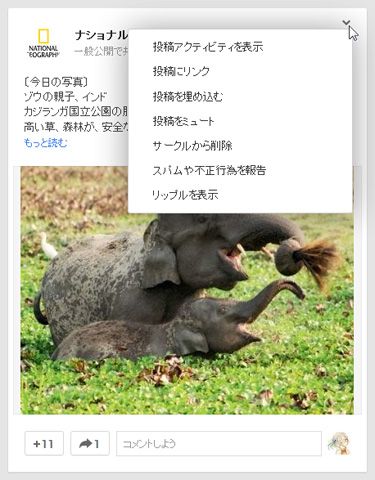 ナショナル
NATIONAL
GEOGRAPHIC
一般公開でお
投稿アクティビティを表示
投稿にリンク
投稿を埋め込む
投稿をミュート
サークルから削除
スパムや不正行為を報告
リップルを表示
〔今日の写真〕
ゾウの親子、インド
カジランガ国立公園の
高い草、森林が、安全な
もっと読む
+11
1
コメントしよう